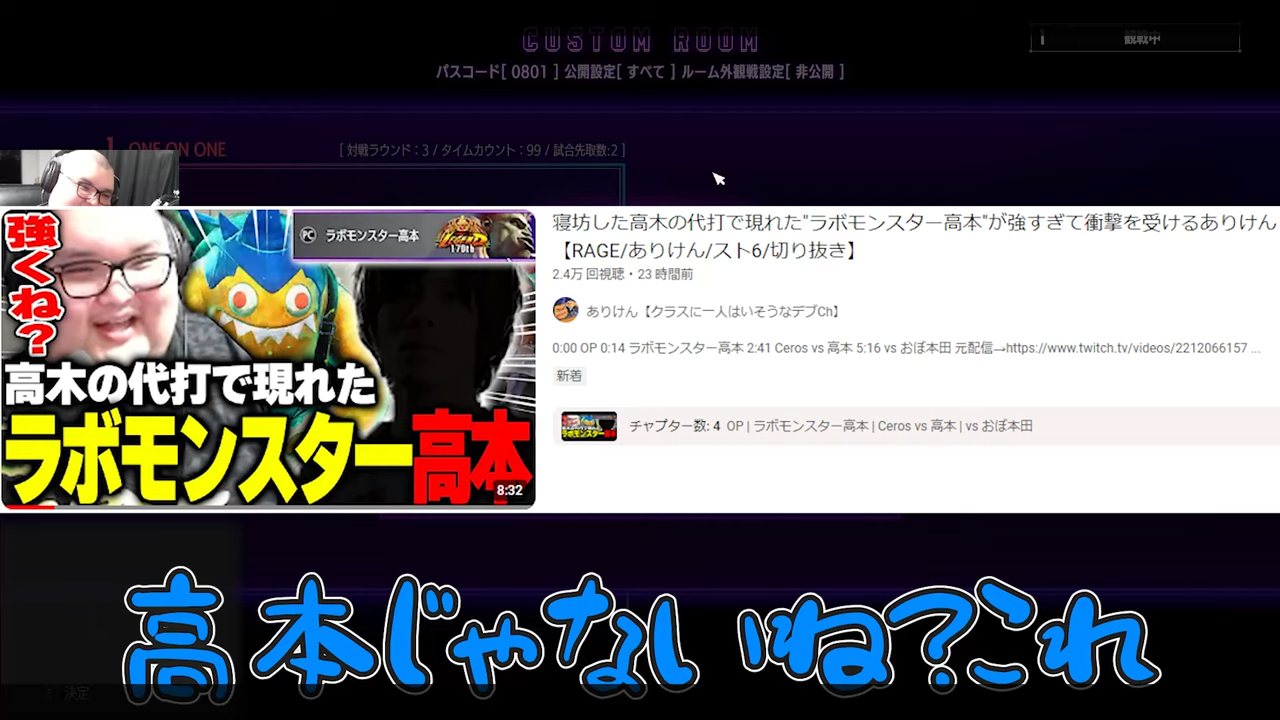 CUSTOM ROOM
観戦中
パスコード[ 0801 ] 公開設定[ すべて ] ルーム外観戦設定[ 非公開 ]
1 ONE ON ONE
[ 対戦ラウンド：3 / タイムカウント：99 / 試合先取数:2 ]
強くね?
PC ラボモンスター高本
LEGEND
170th
高木の代打で現れた
ラボモンスター高本
8:32
寝坊した高木の代打で現れた"ラボモンスター高本"が強すぎて衝撃を受けるありけん
【RAGE/ありけん/スト6/切り抜き】
2.4万 回視聴・23 時間前
ありけん【クラスに一人はいそうなデブCh】
0:00 OP 0:14 ラボモンスター高本 2:41 Ceros vs 高本 5:16 vs おぼ本田 元配信→https://www.twitch.tv/videos/2212066157 ...
新着
チャプター数: 4 OP | ラボモンスター高本 | Ceros vs 高本 | vs おぼ本田
高本じゃないね？これ
決定